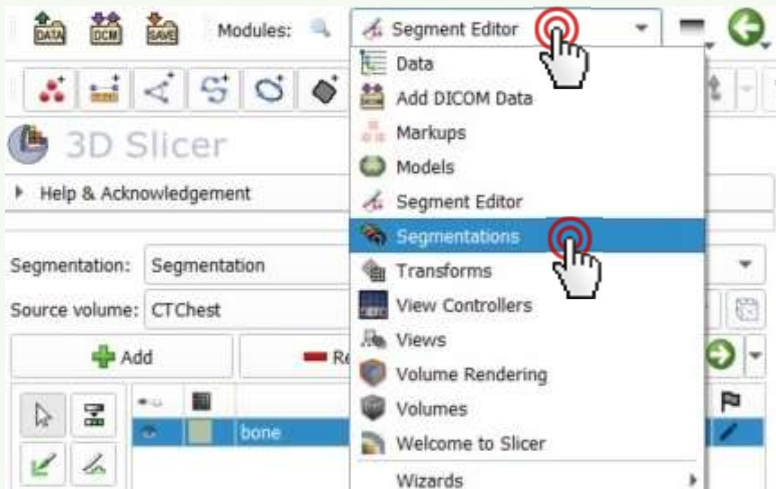 DATA DCM SAVE Modules: Segment Editor
Data
Add DICOM Data
Markups
3D Slicer
Models
Help & Acknowledgement
Segment Editor
Segmentations
Segmentation: Segmentation
Transforms
Source volume: CTChest
View Controllers
Views
Add
Volume Rendering
Volumes
bone
Welcome to Slicer
Wizards